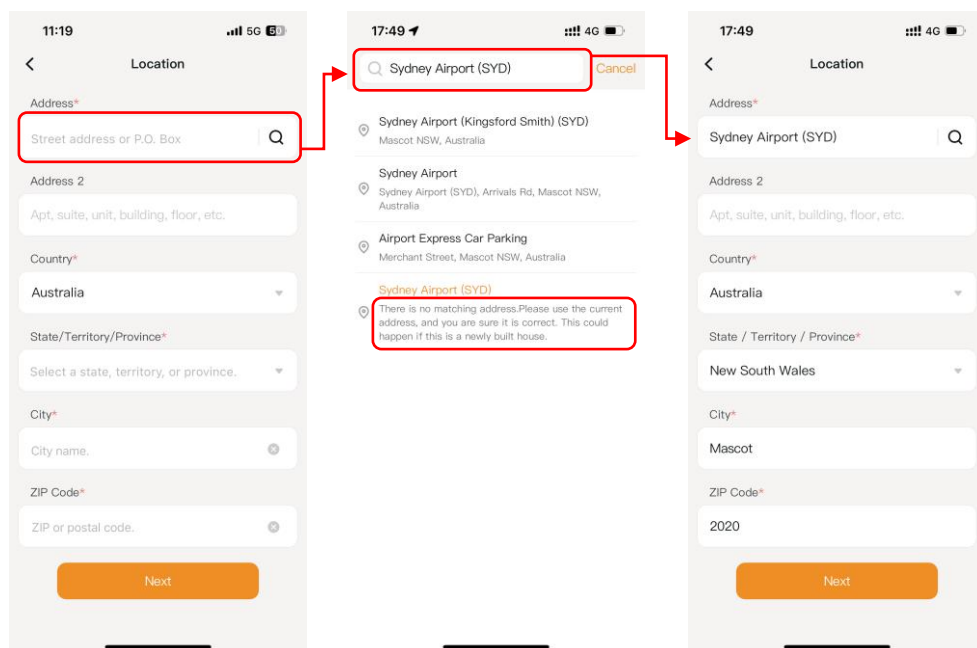 11:19
5G 50
Location
Address*
Street address or P.O. Box
Address 2
Apt, suite, unit, building, floor, etc.
Country*
Australia
State/Territory/Province*
Select a state, territory, or province.
City*
City name.
ZIP Code*
ZIP or postal code.
Next
17:49
4G
Sydney Airport (SYD)
Cancel
Sydney Airport (Kingsford Smith) (SYD)
Mascot NSW, Australia
Sydney Airport
Sydney Airport (SYD), Arrivals Rd, Mascot NSW,
Australia
Airport Express Car Parking
Merchant Street, Mascot NSW, Australia
Sydney Airport (SYD)
There is no matching address.Please use the current
address, and you are sure it is correct. This could
happen if this is a newly built house.
17:49
4G
Location
Address*
Sydney Airport (SYD)
Address 2
Apt, suite, unit, building, floor, etc.
Country*
Australia
State / Territory / Province*
New South Wales
City*
Mascot
ZIP Code*
2020
Next